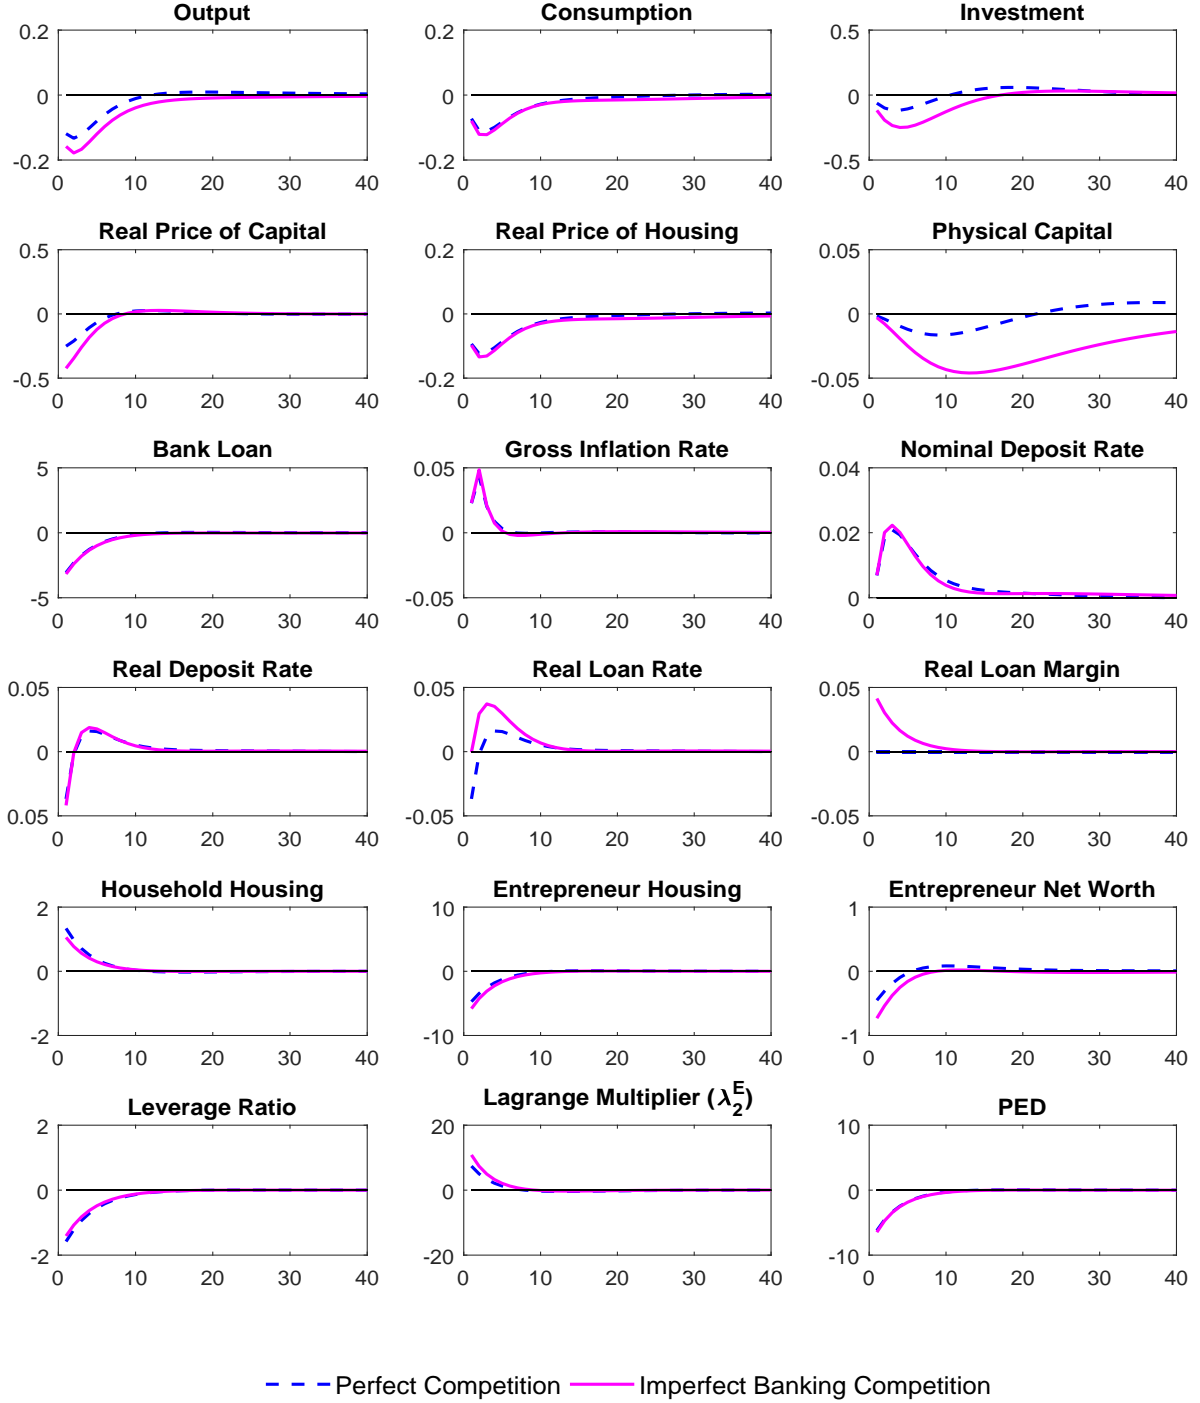 Output Consumption Investment
0.2 0.2 0.5
0 0 0
-0.2 -0.2 -0.5
0 10 20 30 40 0 10 20 30 40 0 10 20 30 40
Real Price of Capital Real Price of Housing Physical Capital
0.5 0.2 0.05
0 0 0
-0.5 -0.2 -0.05
0 10 20 30 40 0 10 20 30 40 0 10 20 30 40
Bank Loan Gross Inflation Rate Nominal Deposit Rate
5 0.05 0.04
0 0 0.02
-5 -0.05 0
0 10 20 30 40 0 10 20 30 40 0 10 20 30 40
Real Deposit Rate Real Loan Rate Real Loan Margin
0.05 0.05 0.05
0 0 0
0.05 -0.05 -0.05
0 10 20 30 40 0 10 20 30 40 0 10 20 30 40
Household Housing Entrepreneur Housing Entrepreneur Net Worth
2 10 1
0 0 0
-2 -10 -1
0 10 20 30 40 0 10 20 30 40 0 10 20 30 40
Leverage Ratio Lagrange Multiplier (λ₂ᴱ) PED
2 20 10
0 0 0
-2 -20 -10
0 10 20 30 40 0 10 20 30 40 0 10 20 30 40
Perfect Competition Imperfect Banking Competition